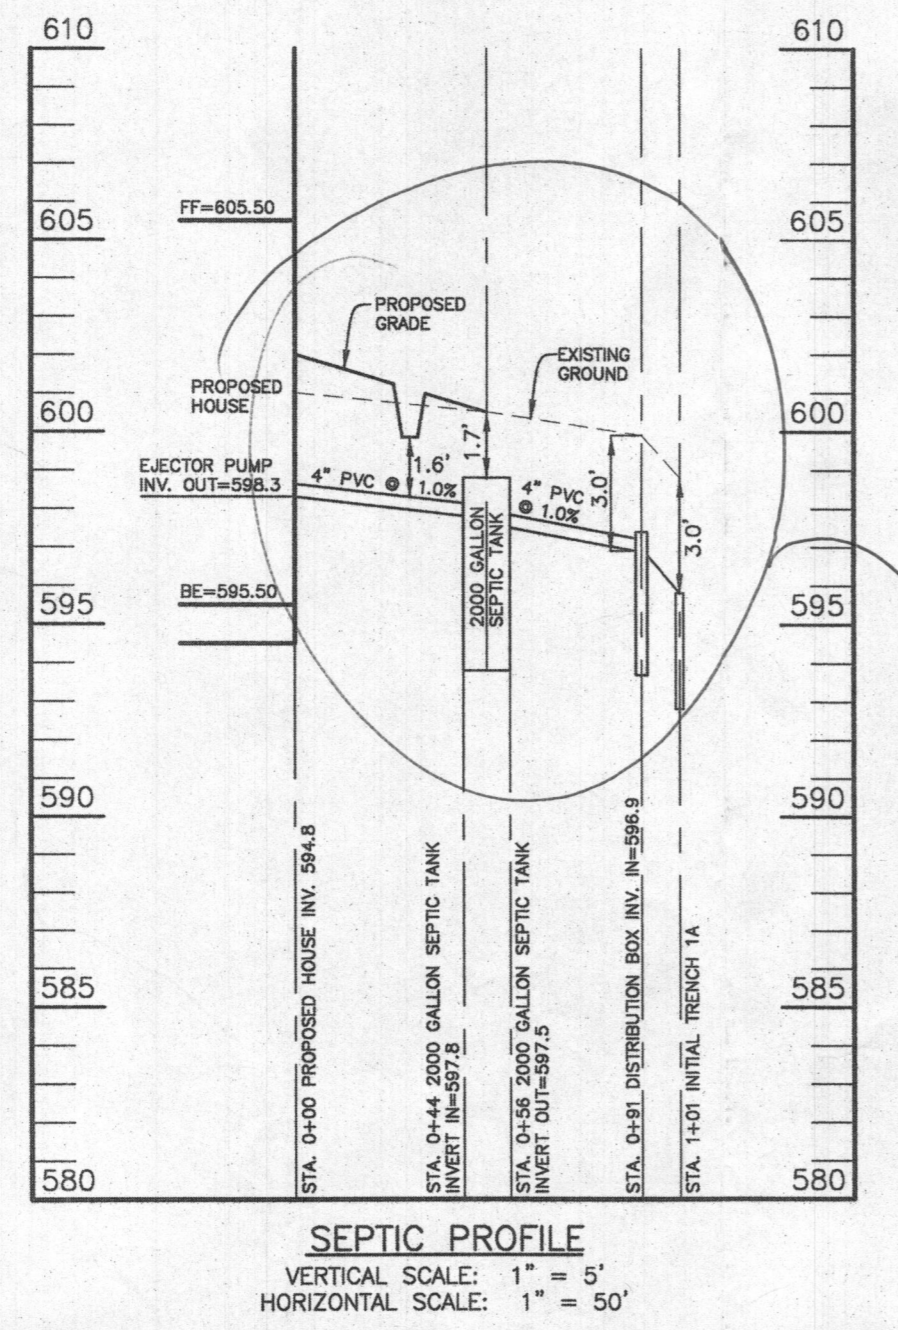 610
610
FF=605.50
605
605
PROPOSED
GRADE
EXISTING
GROUND
PROPOSED
HOUSE
600
600
EJECTOR PUMP
INV. OUT=598.3
4" PVC @ 1.0%
1.6'
1.7'
4" PVC
@ 1.0%
3.0'
3.0'
2000 GALLON
SEPTIC TANK
BE=595.50
595
595
590
590
585
585
580
580
STA. 0+00 PROPOSED HOUSE INV. 594.8
STA. 0+44 2000 GALLON SEPTIC TANK
INVERT IN=597.8
STA. 0+56 2000 GALLON SEPTIC TANK
INVERT OUT=597.5
STA. 0+91 DISTRIBUTION BOX INV. IN=596.9
STA. 1+01 INITIAL TRENCH 1A
SEPTIC PROFILE
VERTICAL SCALE: 1" = 5'
HORIZONTAL SCALE: 1" = 50'